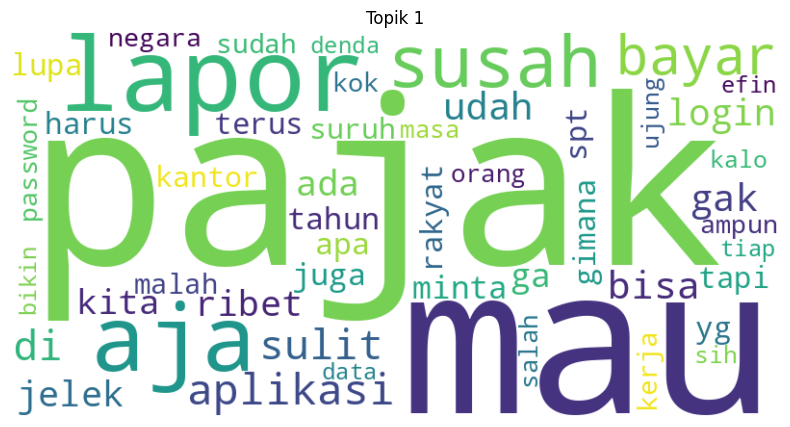 Topik 1
negara
sudah
denda
lupa
lapor
kok
susah
bayar
efin
harus
terus
suruh
masa
udah
ujung
login
password
pajak
kantor
ada
orang
spt
kalo
tahun
apa
rakyat
gimana
gak
ampun
tiap
bikin
malah
juga
minta
ga
bisa
tapi
kita
ribet
mau
di
aja
sulit
data
salah
kerja
yg
sih
jelek
aplikasi